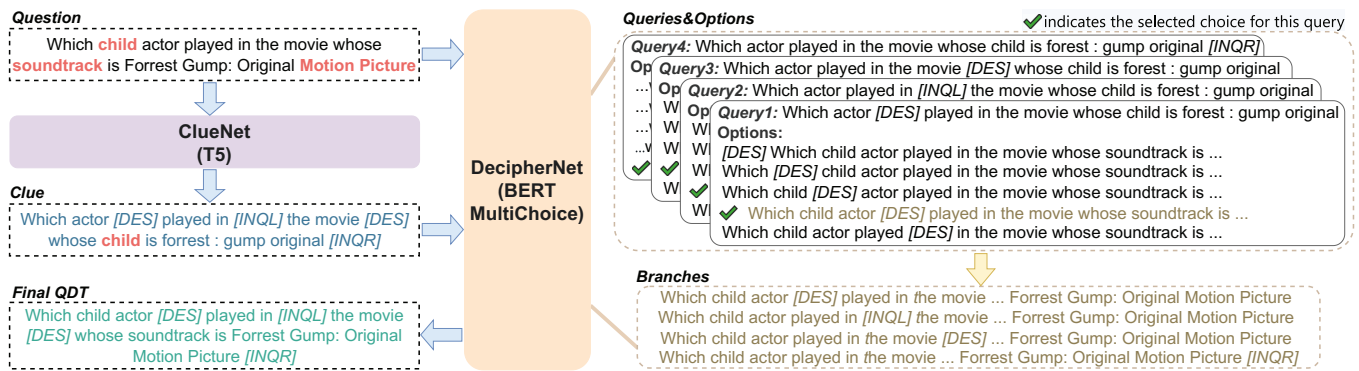 Question
Which child actor played in the movie whose
soundtrack is Forrest Gump: Original Motion Picture
ClueNet
(T5)
Clue
Which actor [DES] played in [INQL] the movie [DES]
whose child is forrest : gump original [INQR]
Final QDT
Which child actor [DES] played in [INQL] the movie
[DES] whose soundtrack is Forrest Gump: Original
Motion Picture [INQR]
DecipherNet
(BERT
MultiChoice)
Queries&Options
indicates the selected choice for this query
Query4: Which actor played in the movie whose child is forest : gump original [INQR]
Op
...v
...v
...w
Query3: Which actor played in the movie [DES] whose child is forest : gump original
Op
W
W
W
W
W
Query2: Which actor played in [INQL] the movie whose child is forest : gump original
Op
W
W
W
W
Query1: Which actor [DES] played in the movie whose child is forest : gump original
Options:
[DES] Which child actor played in the movie whose soundtrack is ...
Which [DES] child actor played in the movie whose soundtrack is ...
Which child [DES] actor played in the movie whose soundtrack is ...
Which child actor [DES] played in the movie whose soundtrack is ...
Which child actor played [DES] in the movie whose soundtrack is ...
Branches
Which child actor [DES] played in the movie ... Forrest Gump: Original Motion Picture
Which child actor played in [INQL] the movie ... Forrest Gump: Original Motion Picture
Which child actor played in the movie ... [DES] Forrest Gump: Original Motion Picture
Which child actor played in the movie ... Forrest Gump: Original Motion Picture [INQR]